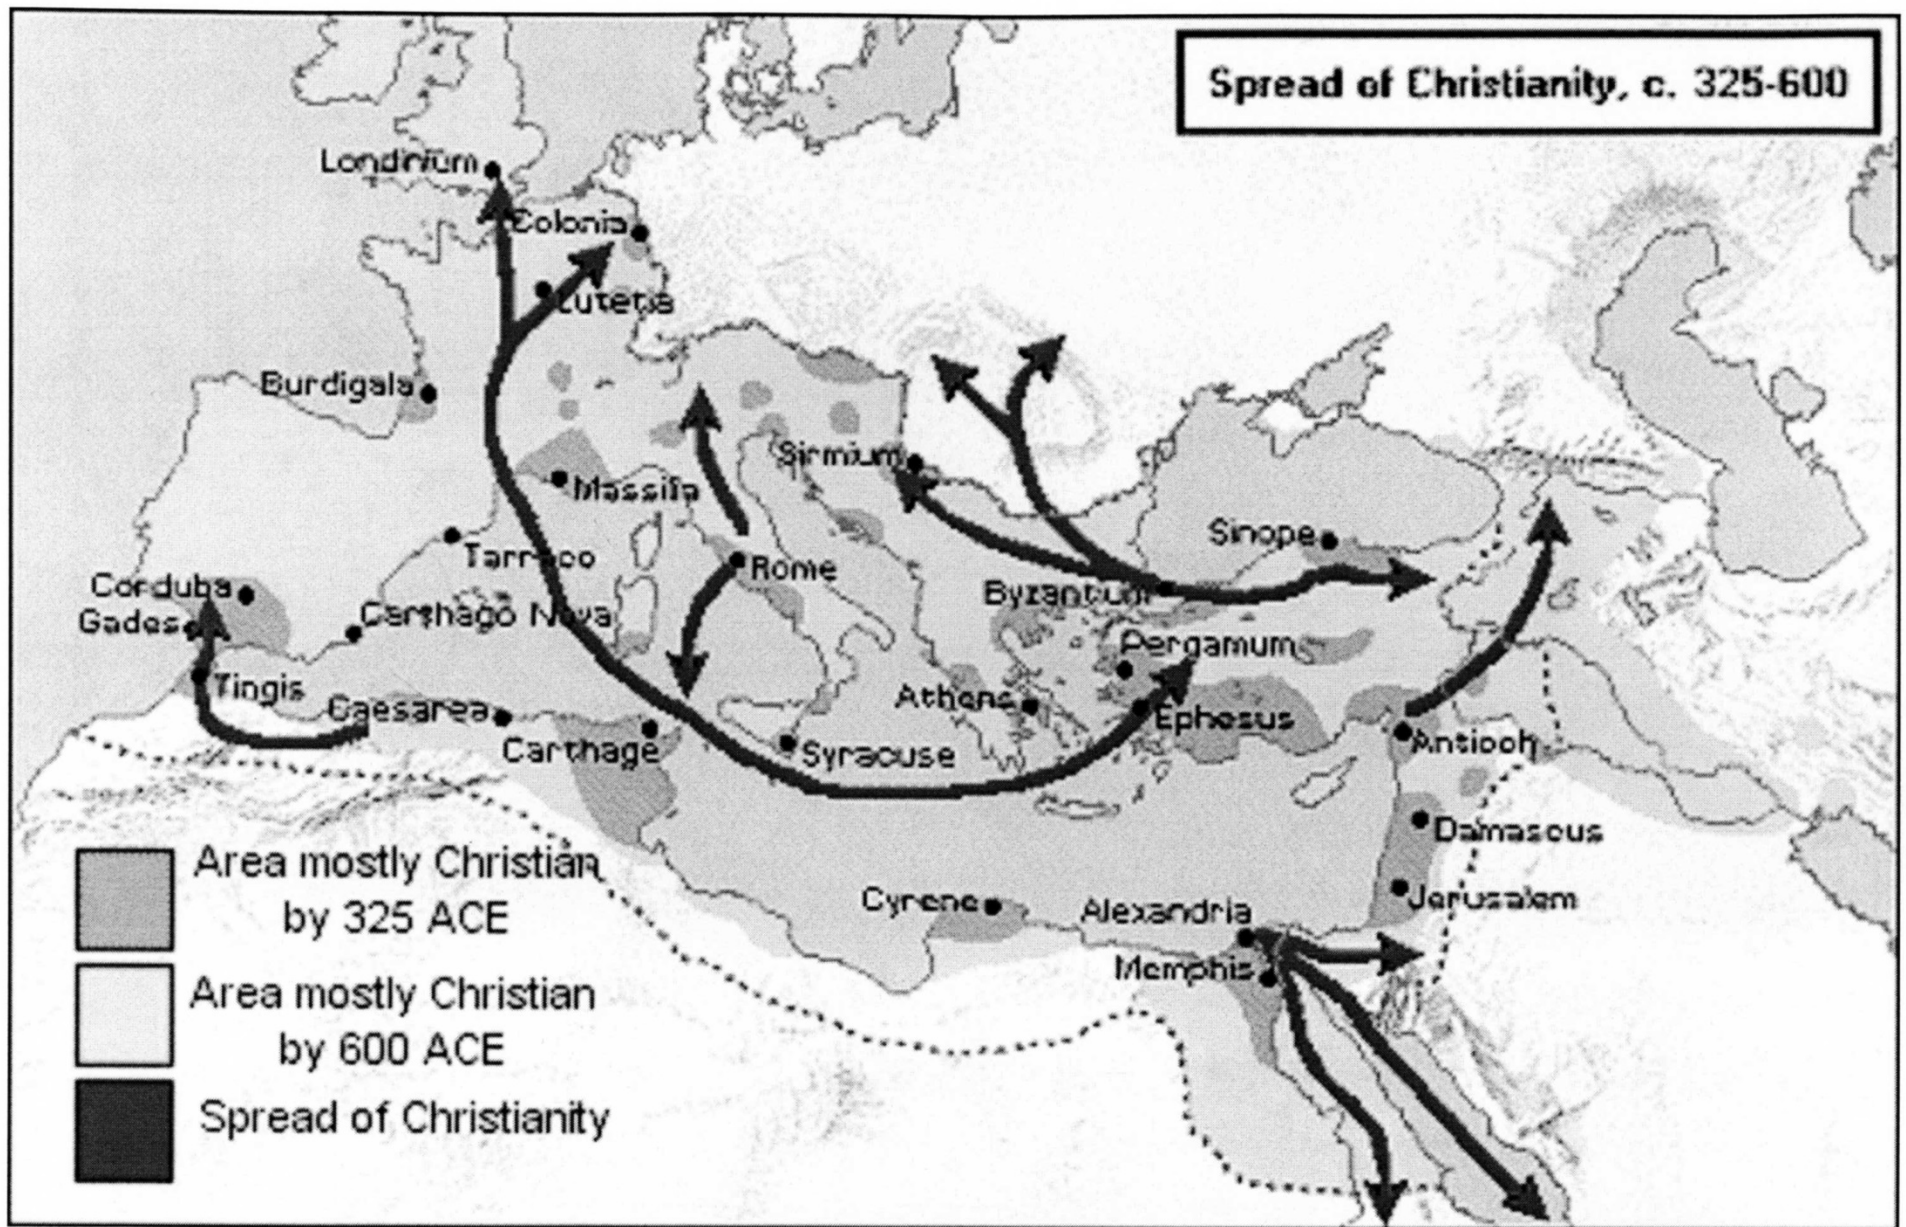 Spread of Christianity, c. 325-600
Londinium
Colonia
Lutetia
Burdigala
Sirmium
Massilia
Sinope
Tarraco
Rome
Corduba
Byzantium
Gades
Carthago Nova
Pergamum
Tingis
Athens
Caesarea
Ephesus
Carthage
Syracuse
Antioch
Damascus
Jerusalem
Cyrene
Alexandria
Memphis
Area mostly Christian
by 325 ACE
Area mostly Christian
by 600 ACE
Spread of Christianity